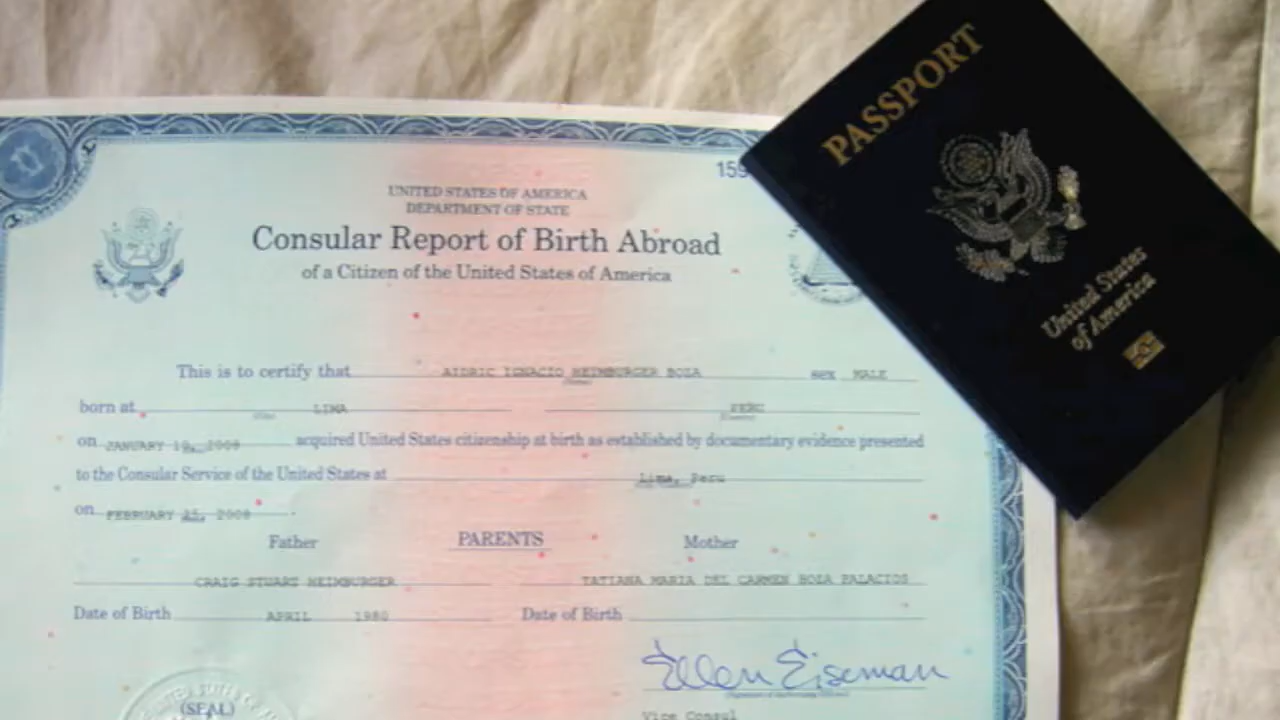 PASSPORT
United States
of America
159
UNITED STATES OF AMERICA
DEPARTMENT OF STATE
Consular Report of Birth Abroad
of a Citizen of the United States of America
This is to certify that AIDRIC IGNACIO HEIMBURGER BOZA sex MALE
born at LIMA PERU
on JANUARY 2008 acquired United States citizenship at birth as established by documentary evidence presented
to the Consular Service of the United States at Lima, Peru
on FEBRUARY 25, 2008.
Father PARENTS Mother
CRAIG STUART HEIMBURGER TATIANA MARIA DEL CARMEN BOZA PALACIOS
Date of Birth APRIL 1980 Date of Birth
Ellen Eiseman
(SEAL)
Vice Consul